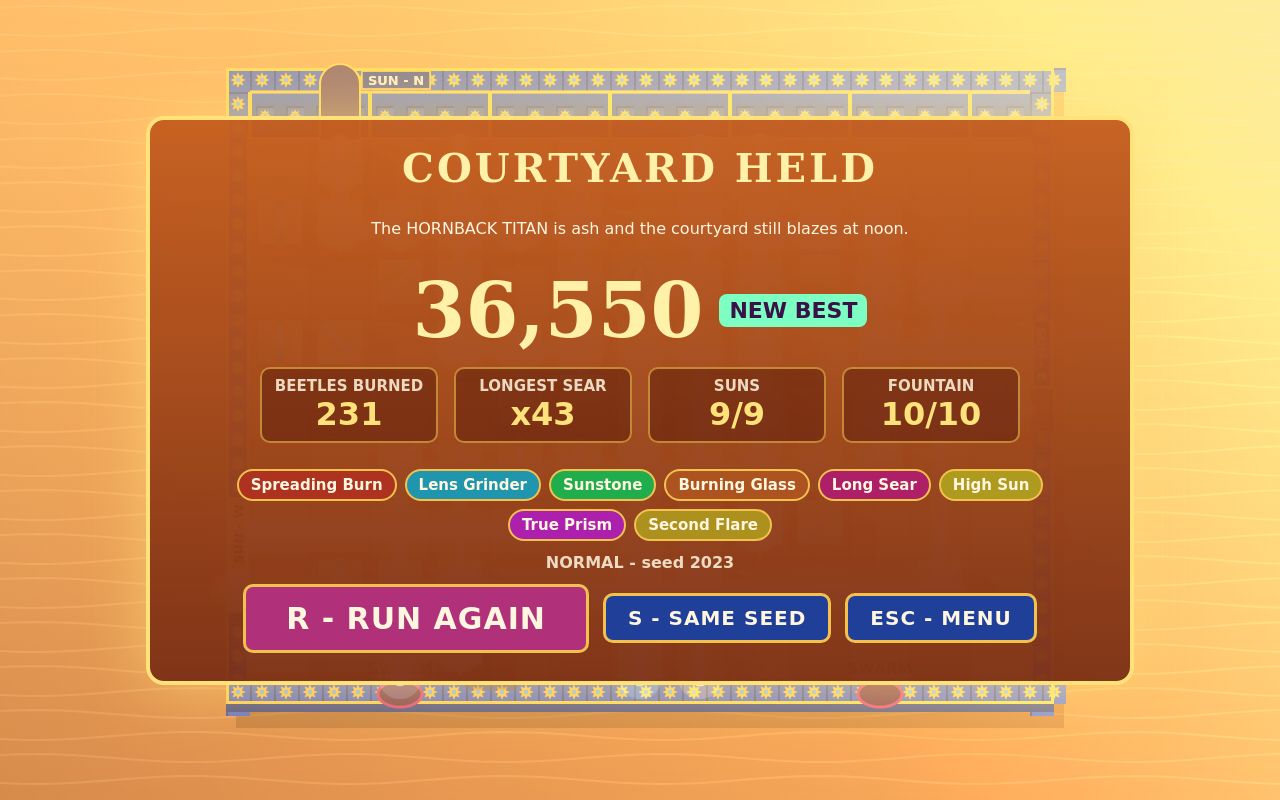 SUN - N
COURTYARD HELD
The HORNBACK TITAN is ash and the courtyard still blazes at noon.
36,550 NEW BEST
BEETLES BURNED LONGEST SEAR SUNS FOUNTAIN
231 x43 9/9 10/10
Spreading Burn Lens Grinder Sunstone Burning Glass Long Sear High Sun
True Prism Second Flare
NORMAL - seed 2023
R - RUN AGAIN S - SAME SEED ESC - MENU